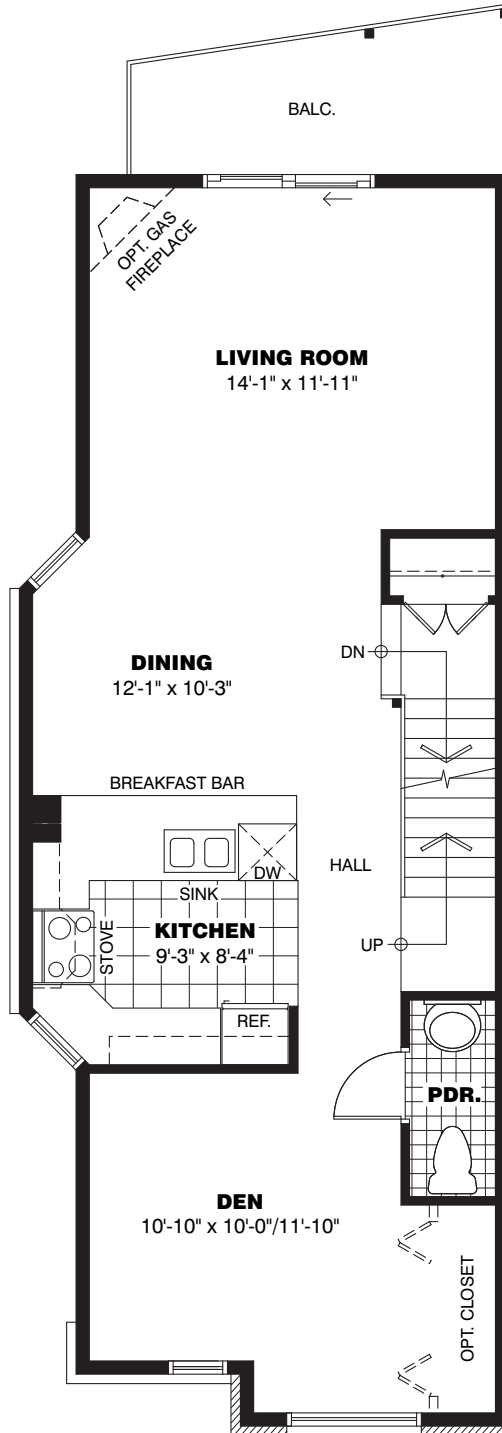 BALC.
OPT. GAS
FIREPLACE
LIVING ROOM
14'-1" x 11'-11"
DN
DINING
12'-1" x 10'-3"
BREAKFAST BAR
DW
HALL
SINK
STOVE
KITCHEN
9'-3" x 8'-4"
UP
REF.
PDR.
DEN
10'-10" x 10'-0"/11'-10"
OPT. CLOSET